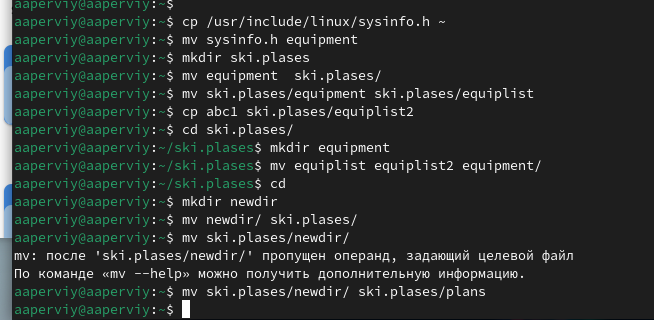 aaperviy@aaperviy:~$
aaperviy@aaperviy:~$ cp /usr/include/linux/sysinfo.h ~
aaperviy@aaperviy:~$ mv sysinfo.h equipment
aaperviy@aaperviy:~$ mkdir ski.plases
aaperviy@aaperviy:~$ mv equipment  ski.plases/
aaperviy@aaperviy:~$ mv ski.plases/equipment ski.plases/equiplist
aaperviy@aaperviy:~$ cp abc1 ski.plases/equiplist2
aaperviy@aaperviy:~$ cd ski.plases/
aaperviy@aaperviy:~/ski.plases$ mkdir equipment
aaperviy@aaperviy:~/ski.plases$ mv equiplist equiplist2 equipment/
aaperviy@aaperviy:~/ski.plases$ cd
aaperviy@aaperviy:~$ mkdir newdir
aaperviy@aaperviy:~$ mv newdir/ ski.plases/
aaperviy@aaperviy:~$ mv ski.plases/newdir/
mv: после 'ski.plases/newdir/' пропущен операнд, задающий целевой файл
По команде «mv --help» можно получить дополнительную информацию.
aaperviy@aaperviy:~$ mv ski.plases/newdir/ ski.plases/plans
aaperviy@aaperviy:~$